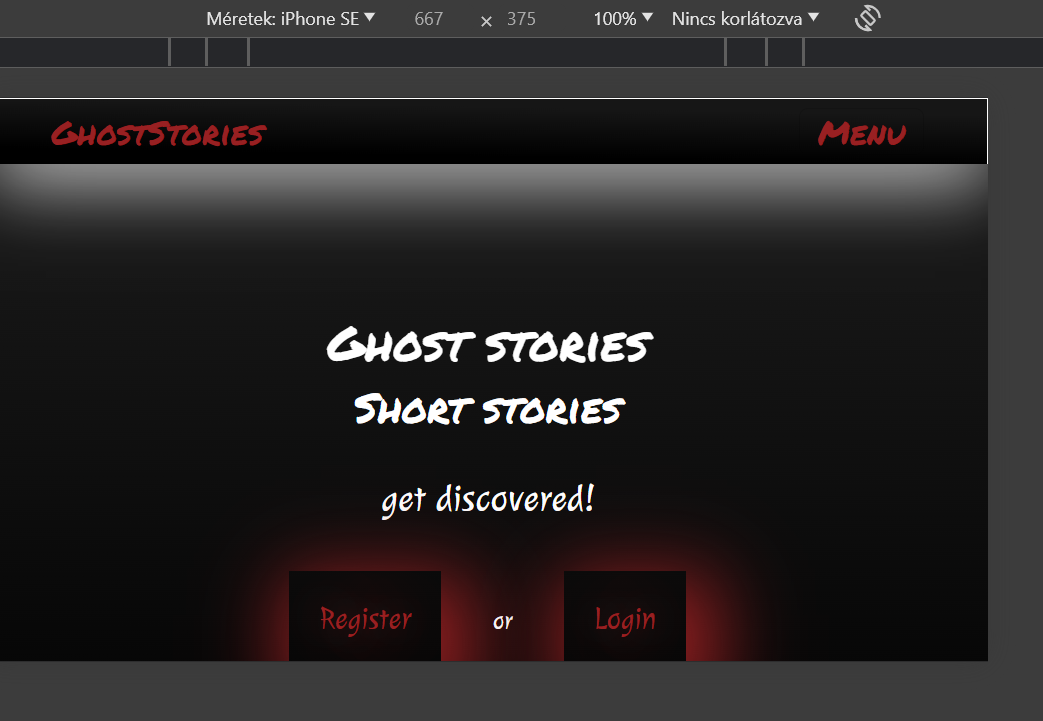 Méretek: iPhone SE 667 × 375 100% Nincs korlátozva
GhostStories Menu
Ghost stories
Short stories
get discovered!
Register or Login